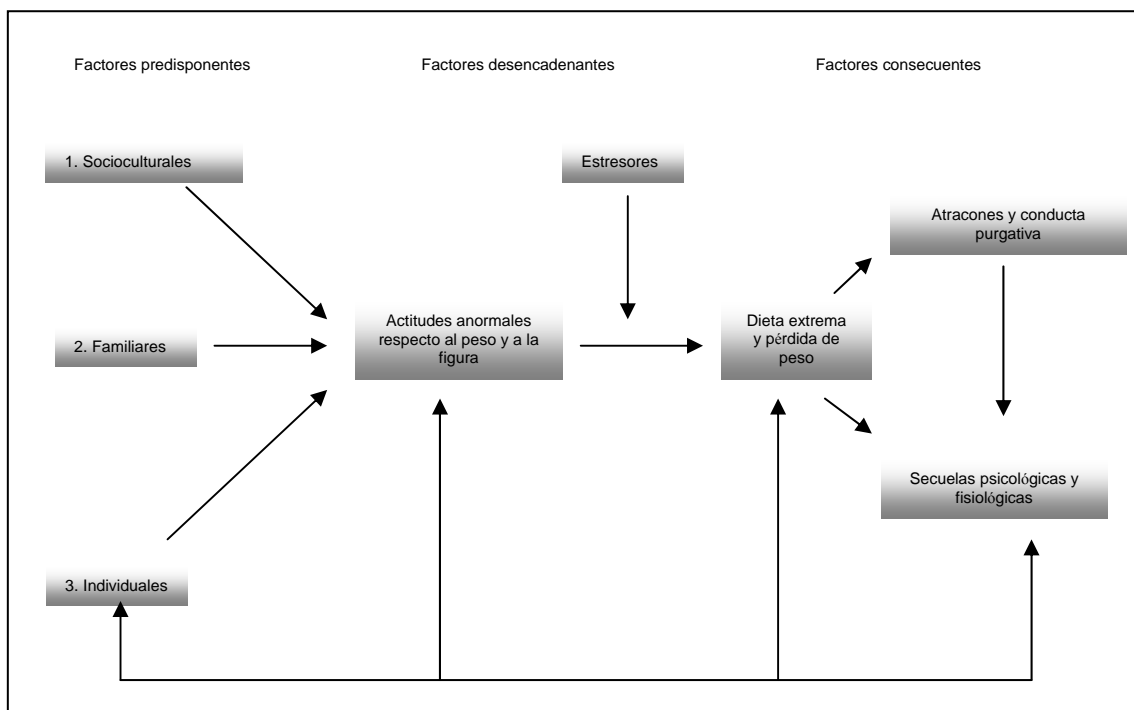 Factores predisponentes
Factores desencadenantes
Factores consecuentes
1. Socioculturales
Estresores
Atracones y conducta
purgativa
2. Familiares
Actitudes anormales
respecto al peso y a la
figura
Dieta extrema
y pérdida de
peso
Secuelas psicológicas y
fisiológicas
3. Individuales